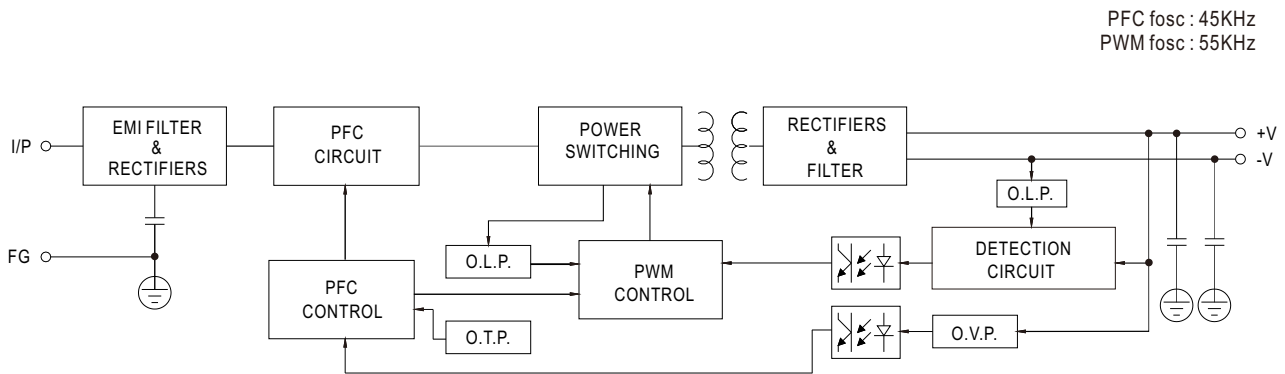 PFC fosc : 45KHz
PWM fosc : 55KHz
I/P
EMI FILTER
&
RECTIFIERS
PFC
CIRCUIT
POWER
SWITCHING
RECTIFIERS
&
FILTER
+V
-V
O.L.P.
FG
O.L.P.
PFC
CONTROL
PWM
CONTROL
DETECTION
CIRCUIT
O.T.P.
O.V.P.